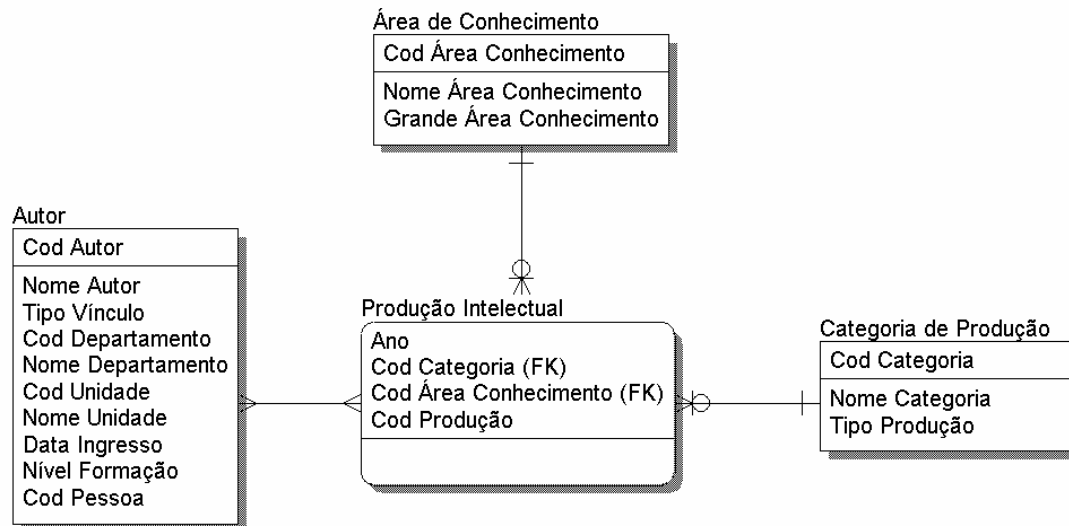 Área de Conhecimento
Cod Área Conhecimento
Nome Área Conhecimento
Grande Área Conhecimento
Autor
Cod Autor
Nome Autor
Tipo Vínculo
Cod Departamento
Nome Departamento
Cod Unidade
Nome Unidade
Data Ingresso
Nível Formação
Cod Pessoa
Produção Intelectual
Ano
Cod Categoria (FK)
Cod Área Conhecimento (FK)
Cod Produção
Categoria de Produção
Cod Categoria
Nome Categoria
Tipo Produção